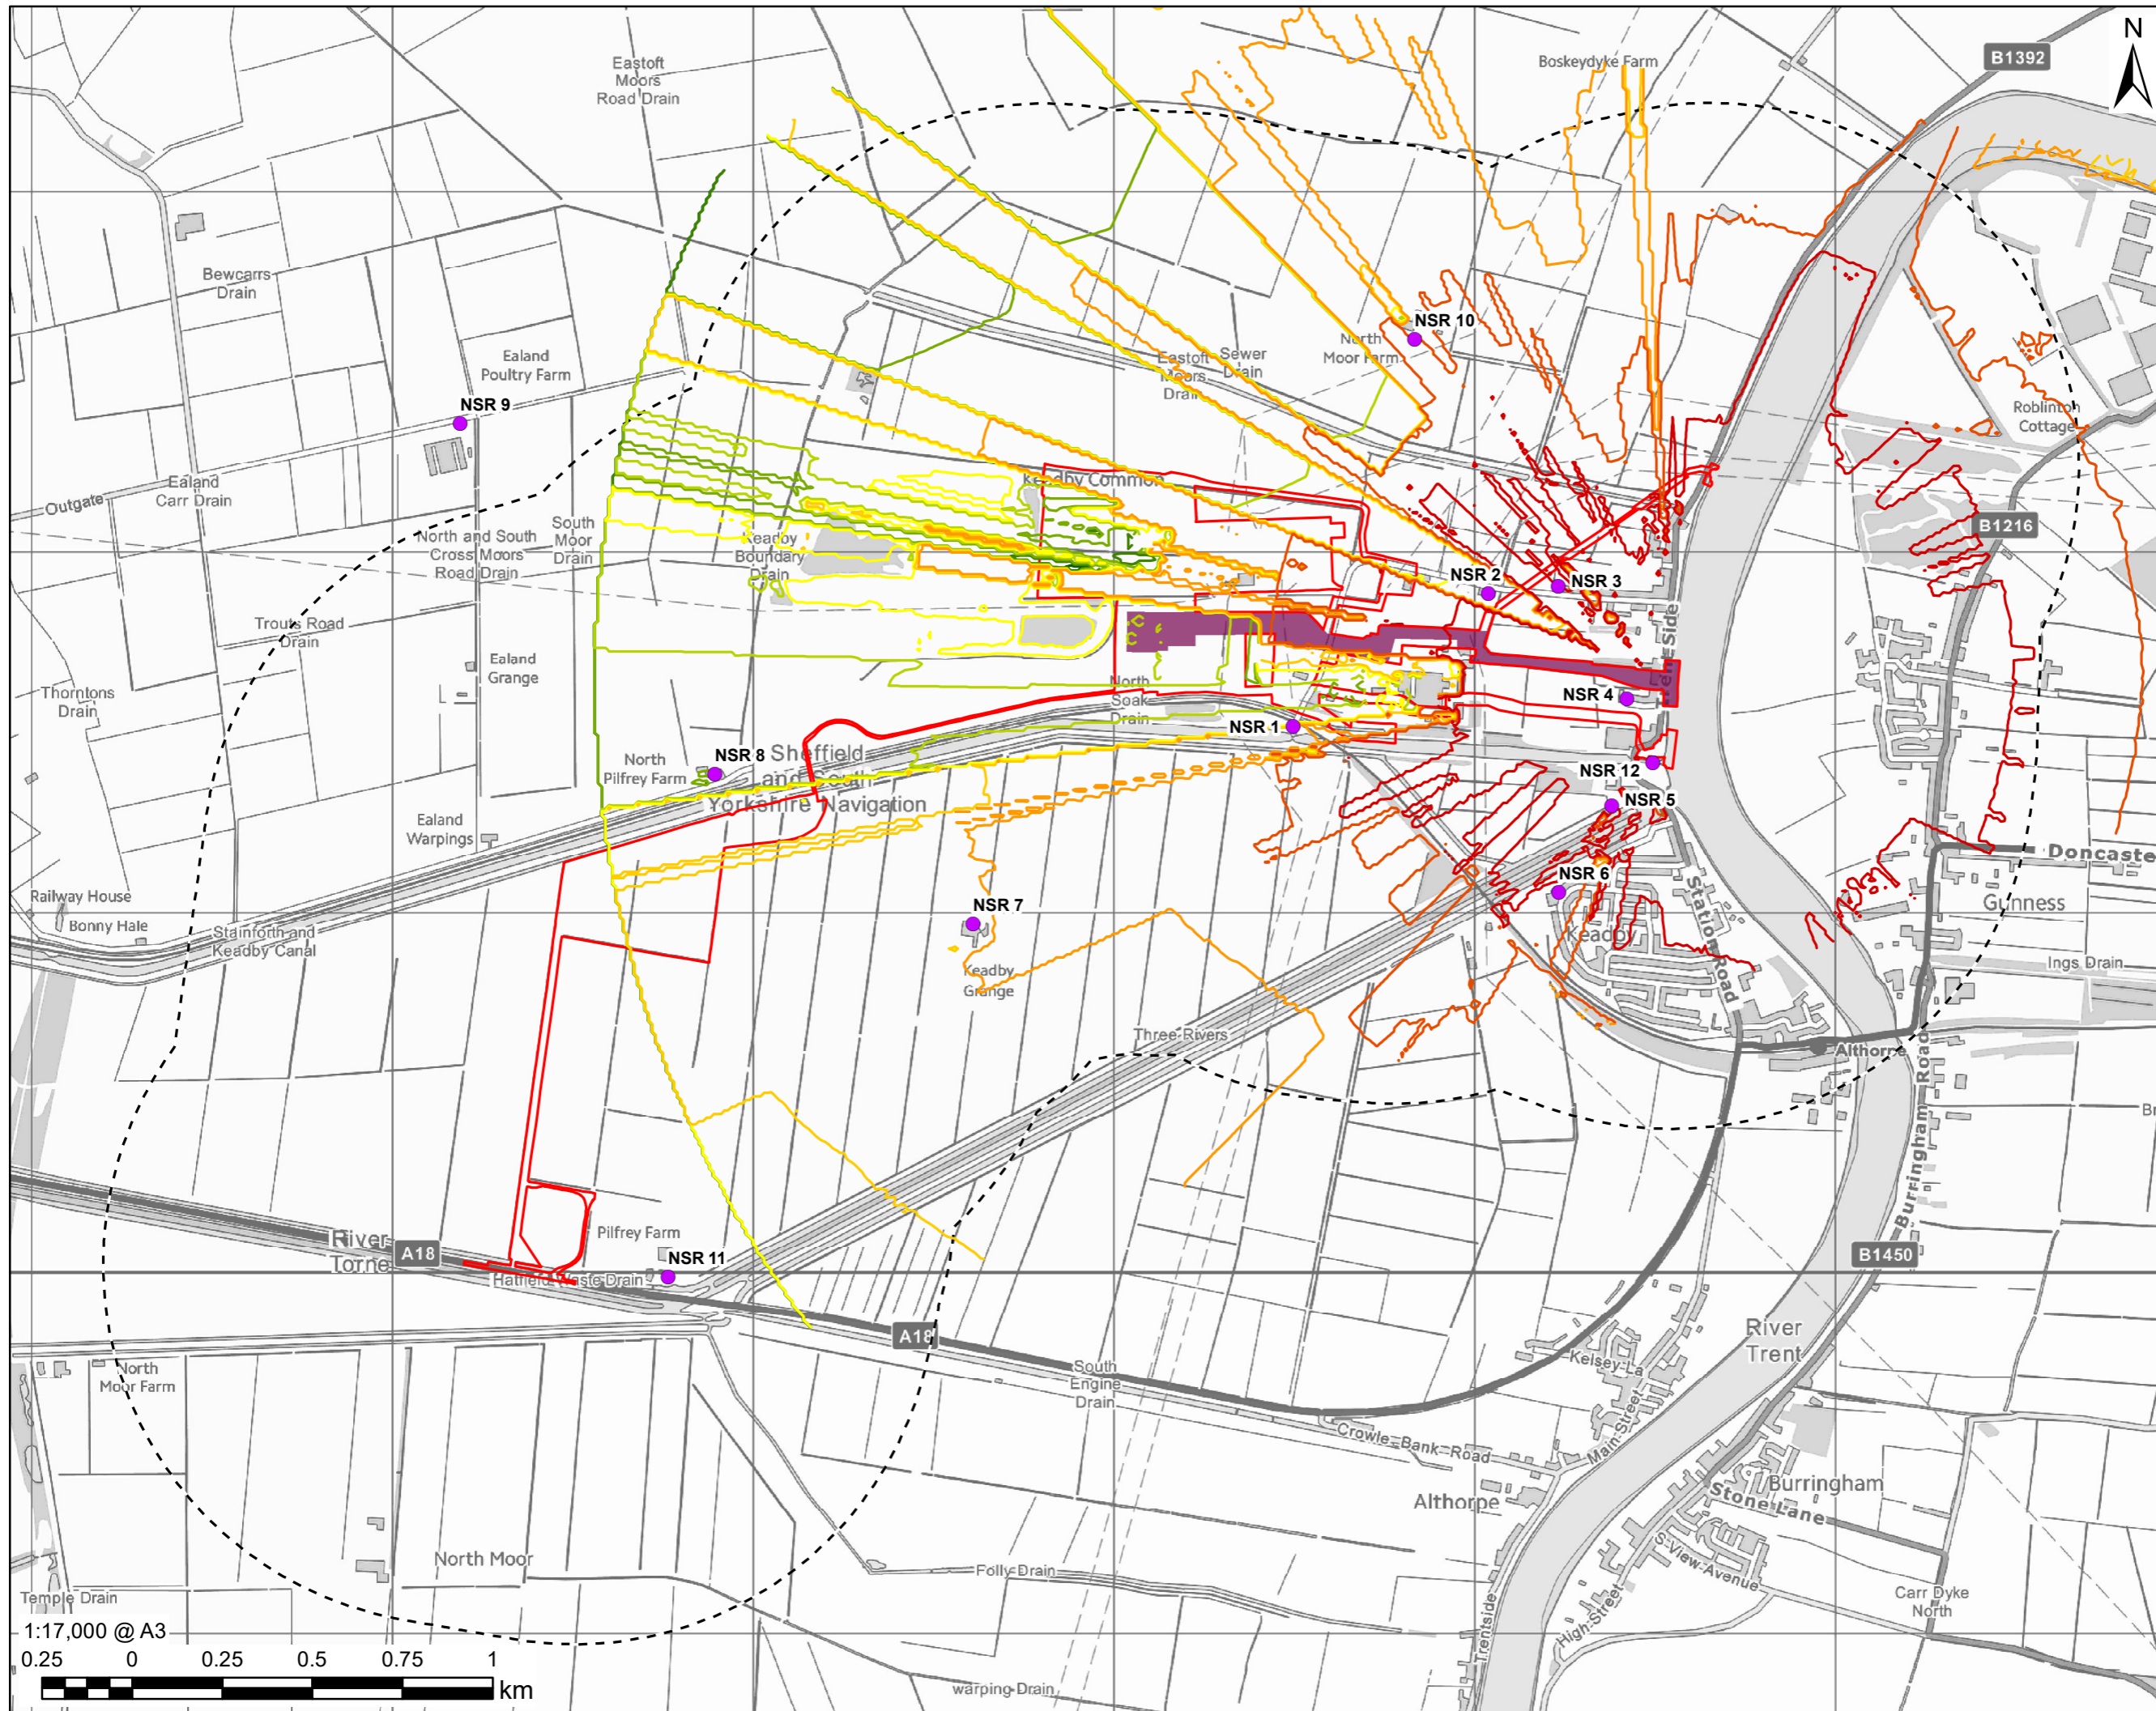 N
B1392
Boskeydyke Farm
Eastoft
Moors
Road Drain
Bewcarrs
Drain
NSR 10
North
Moor Farm
Eastoft
Moors
Drain
Sewer
Drain
Ealand
Poultry Farm
NSR 9
Roblinton
Cottage
Ealand
Carr Drain
Outgate
Keadby Common
B1216
North and South
Cross Moors
Road Drain
South
Moor
Drain
Keadby
Boundary
Drain
NSR 2
NSR 3
Trouts Road
Drain
Ealand
Grange
Thorntons
Drain
North
Soak
Drain
NSR 4
NSR 1
NSR 8
North
Pilfrey Farm
Sheffield
and South
Yorkshire Navigation
NSR 12
NSR 5
Ealand
Warpings
NSR 6
Railway House
Bonny Hale
Stainforth and
Keadby Canal
NSR 7
Keadby
Grange
Keadby
Station Road
Gunness
Ings Drain
Three Rivers
Althorpe
Burringham Road
River
Torne
A18
Pilfrey Farm
NSR 11
Hatfield Waste Drain
B1450
A18
South
Engine
Drain
River
Trent
Kelsey La
North
Moor Farm
Crowle Bank Road
Main Street
Althorpe
Burringham
Stone Lane
S View Avenue
North Moor
Folly Drain
Temple Drain
Trentside
High Street
Carr Dyke
North
warping Drain
1:17,000 @ A3
0.25 0 0.25 0.5 0.75 1
km